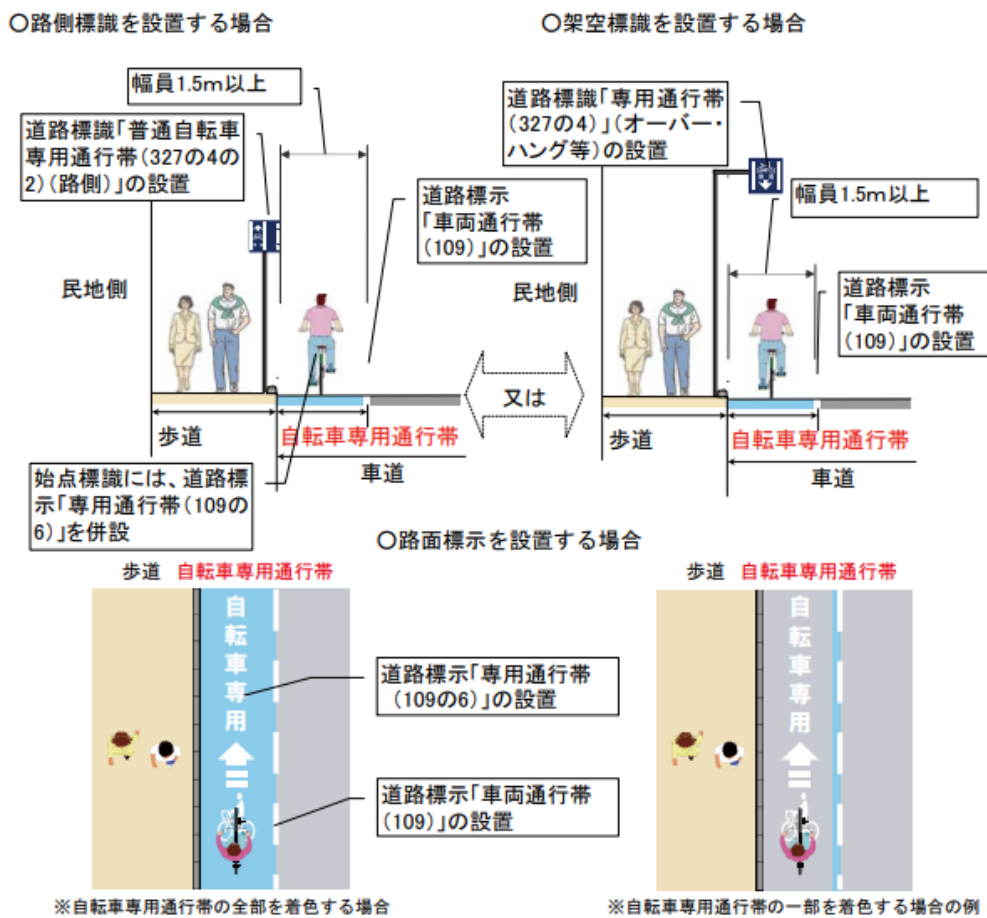 〇路側標識を設置する場合
〇架空標識を設置する場合
幅員1.5m以上
道路標識「普通自転車
専用通行帯(327の4の
2)(路側)」の設置
道路標示
「車両通行帯
(109)」の設置
民地側
歩道
自転車専用通行帯
車道
始点標識には、道路標
示「専用通行帯(109の
6)」を併設
又は
道路標識「専用通行帯
(327の4)」(オーバー・
ハング等)の設置
幅員1.5m以上
民地側
道路標示
「車両通行帯
(109)」の設置
歩道
自転車専用通行帯
車道
〇路面標示を設置する場合
歩道 自転車専用通行帯
自転車専用
道路標示「専用通行帯
(109の6)」の設置
道路標示「車両通行帯
(109)」の設置
※自転車専用通行帯の全部を着色する場合
歩道 自転車専用通行帯
自転車専用
※自転車専用通行帯の一部を着色する場合の例